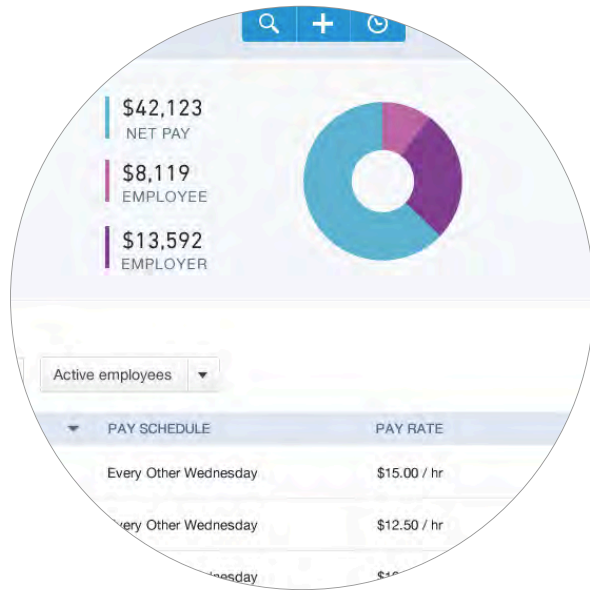 $42,123
NET PAY
$8,119
EMPLOYEE
$13,592
EMPLOYER
Active employees
PAY SCHEDULE PAY RATE
Every Other Wednesday $15.00 / hr
Every Other Wednesday $12.50 / hr